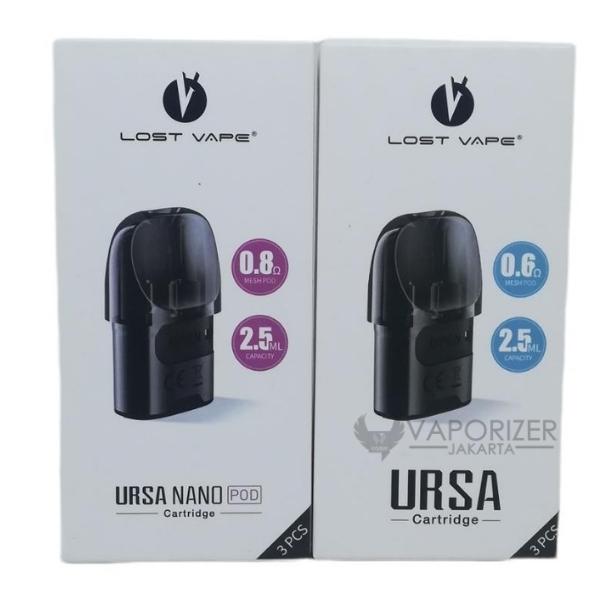 LOST VAPE®
0.8Ω
MESH POD
2.5ML
CAPACITY
URSA NANO POD
Cartridge
3 PCS
LOST VAPE®
0.6Ω
MESH POD
2.5ML
CAPACITY
VAPORIZER
JAKARTA
URSA
Cartridge
3 PCS